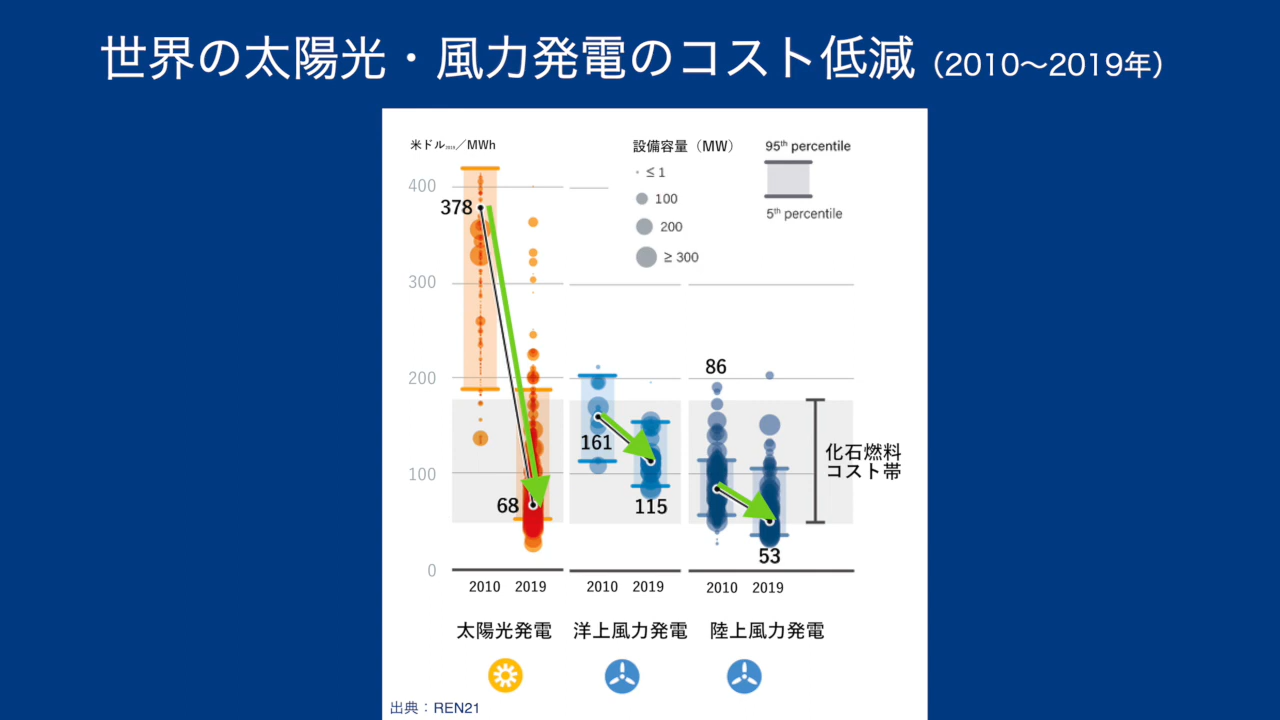 世界の太陽光・風力発電のコスト低減（2010〜2019年）
米ドル2019／MWh
設備容量（MW）
≤ 1
100
200
≥ 300
95th percentile
5th percentile
400
300
200
100
0
378
68
161
115
86
53
化石燃料
コスト帯
2010 2019
2010 2019
2010 2019
太陽光発電
洋上風力発電
陸上風力発電
出典：REN21